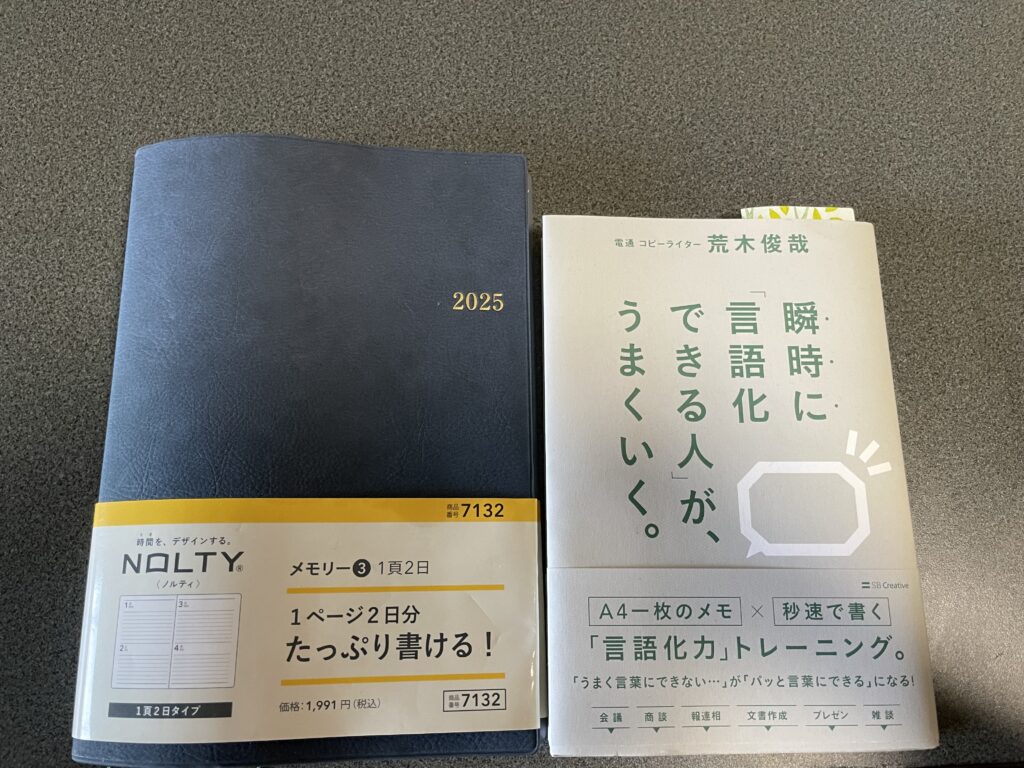 2025
商品番号 7132
時間を、デザインする。
NOLTY®
〈ノルティ〉
メモリー❸ 1頁2日
1ページ2日分
たっぷり書ける!
価格:1,991円(税込)
商品番号 7132
1
2
3
4
1頁2日タイプ
電通 コピーライター 荒木俊哉
瞬時に
「言語化
できる人」が、
うまくいく。
SB Creative
A4一枚のメモ × 秒速で書く
「言語化力」トレーニング。
「うまく言葉にできない…」が「パッと言葉にできる」になる!
会議 商談 報連相 文書作成 プレゼン 雑談